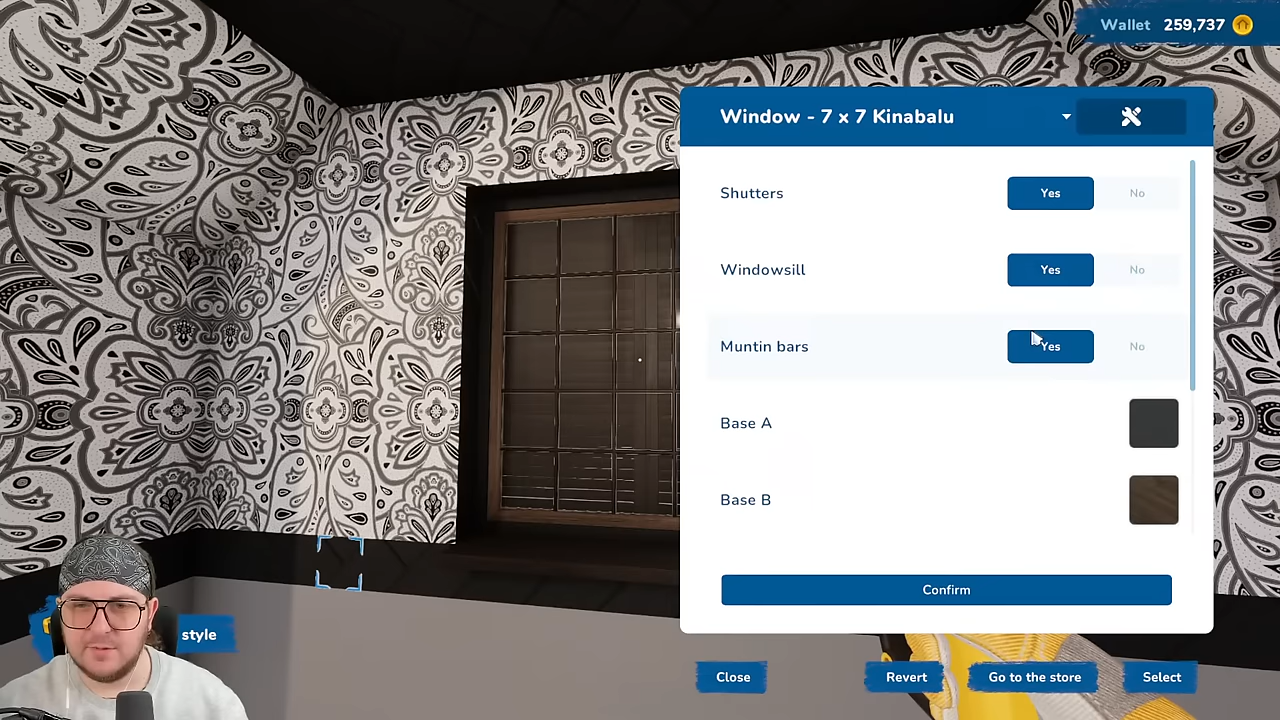 Wallet 259,737
Window - 7 x 7 Kinabalu
Shutters Yes No
Windowsill Yes No
Muntin bars Yes No
Base A
Base B
Confirm
style
Close Revert Go to the store Select